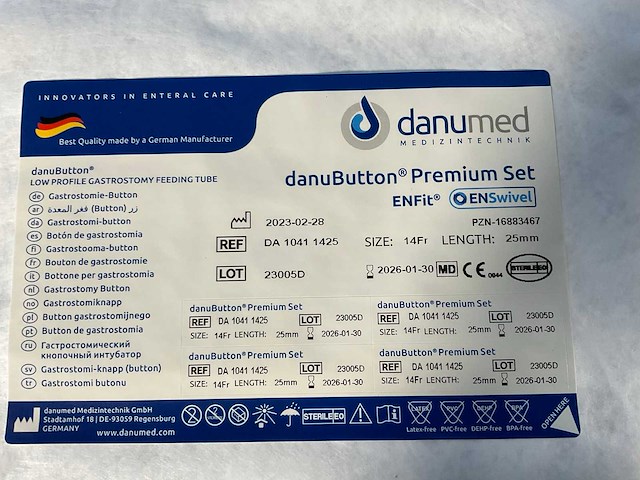 INNOVATORS IN ENTERAL CARE
Best Quality made by a German Manufacturer
danumed
MEDIZINTECHNIK
danuButton®
LOW PROFILE GASTROSTOMY FEEDING TUBE
de Gastrostomie-Button
ar زر (Button) فغر المعدة
da Gastrostomi-button
es Botón de gastrostomía
fi Gastrostooma-button
fr Bouton de gastrostomie
it Bottone per gastrostomia
nl Gastrostomy Button
no Gastrostomiknapp
pl Button gastrostomijnego
pt Button de gastrostomia
ru Гастростомический
кнопочный интубатор
sv Gastrostomi-knapp (button)
tr Gastrostomi butonu
danuButton® Premium Set
ENFit® ENSwivel
2023-02-28 PZN-16883467
REF DA 1041 1425 SIZE: 14Fr LENGTH: 25mm
LOT 23005D 2026-01-30 MD CE 0044 STERILE EO
danuButton® Premium Set
REF DA 1041 1425 LOT 23005D
SIZE: 14Fr LENGTH: 25mm 2026-01-30
danuButton® Premium Set
REF DA 1041 1425 LOT 23005D
SIZE: 14Fr LENGTH: 25mm 2026-01-30
danuButton® Premium Set
REF DA 1041 1425 LOT 23005D
SIZE: 14Fr LENGTH: 25mm 2026-01-30
danuButton® Premium Set
REF DA 1041 1425 LOT 23005D
SIZE: 14Fr LENGTH: 25mm 2026-01-30
danumed Medizintechnik GmbH
Stadtamhof 18 | DE-93059 Regensburg
GERMANY www.danumed.com
STERILE EO
LATEX PVC DEHP BPA
Latex-free PVC-free DEHP-free BPA-free
OPEN HERE